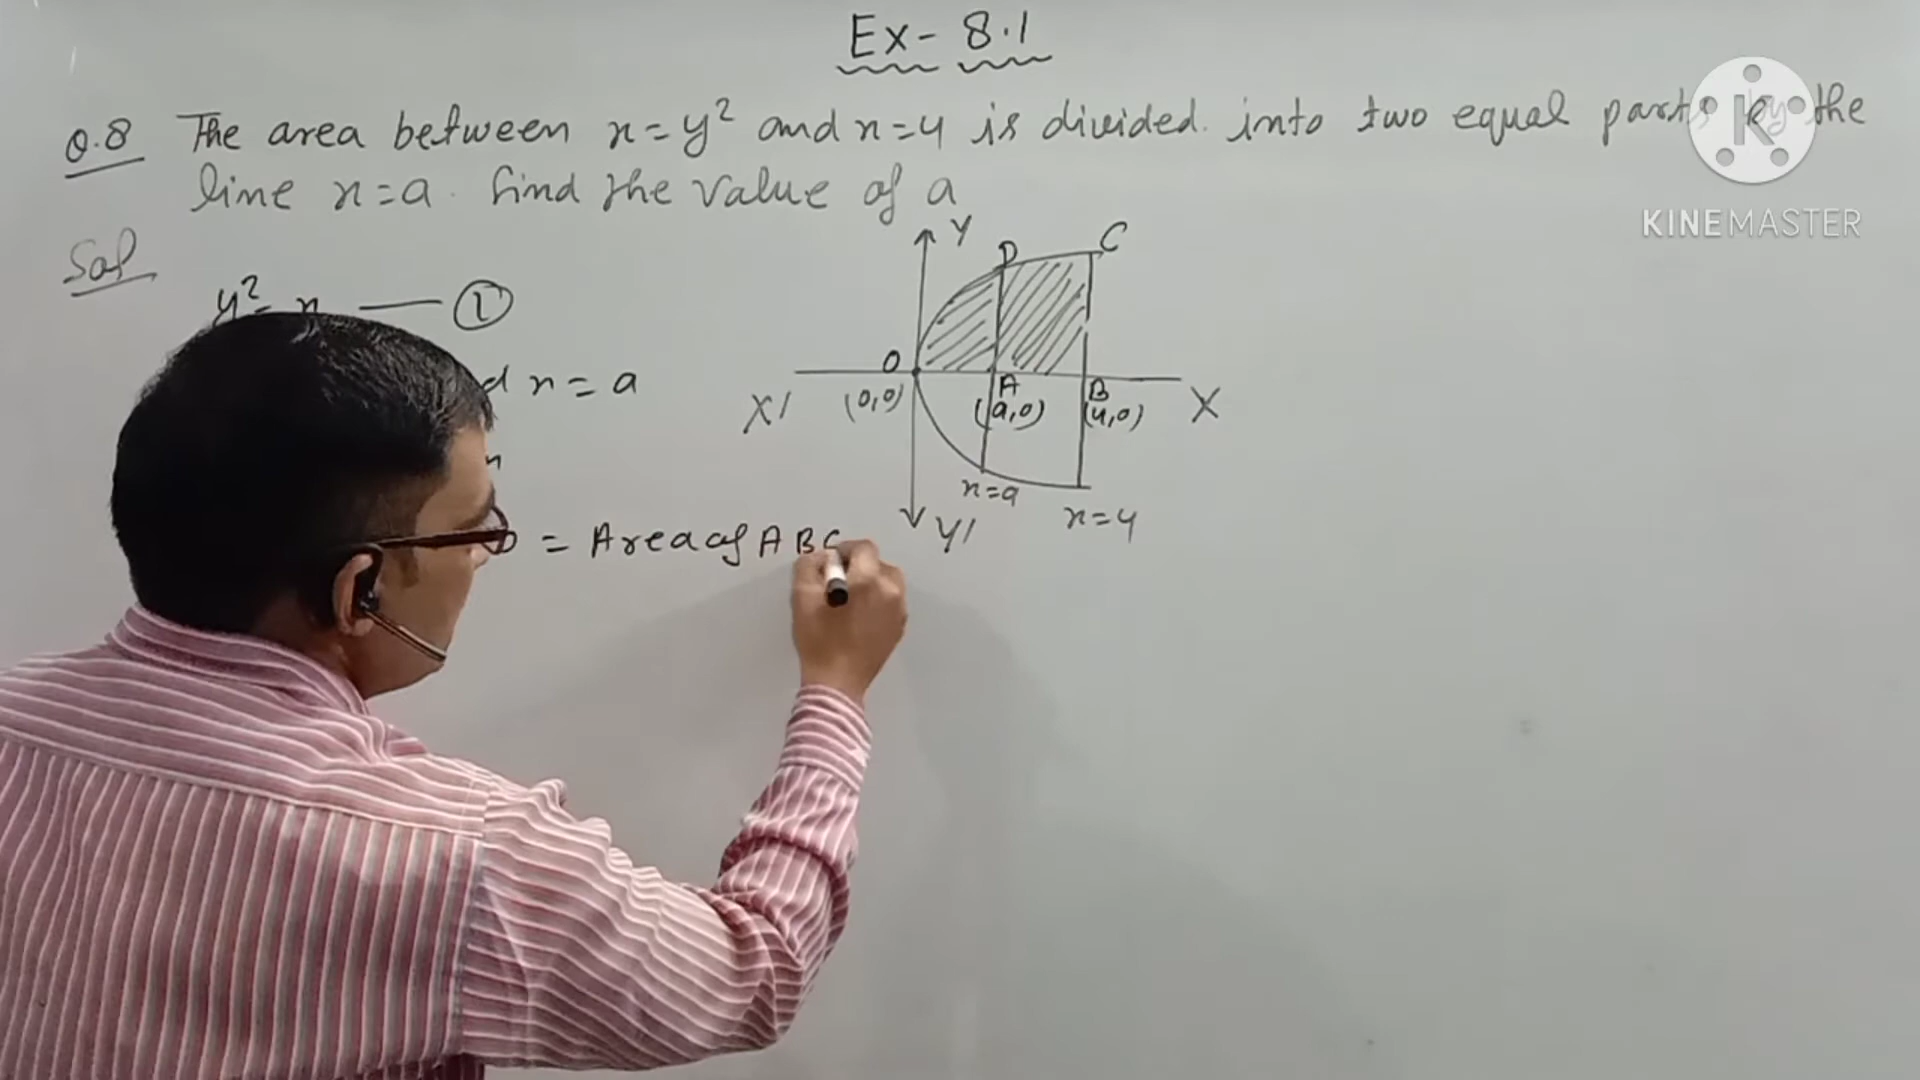 Ex - 8.1
Q.8 The area between x = y² and x = 4 is divided. into two equal parts by the
line x = a. find the value of a
Sol
y² = x — ①
x = a
= Area of ABC
Y
D
C
O
(0,0)
A
(a,0)
B
(4,0)
X'
X
x = a
x = 4
Y'
K
KINEMASTER